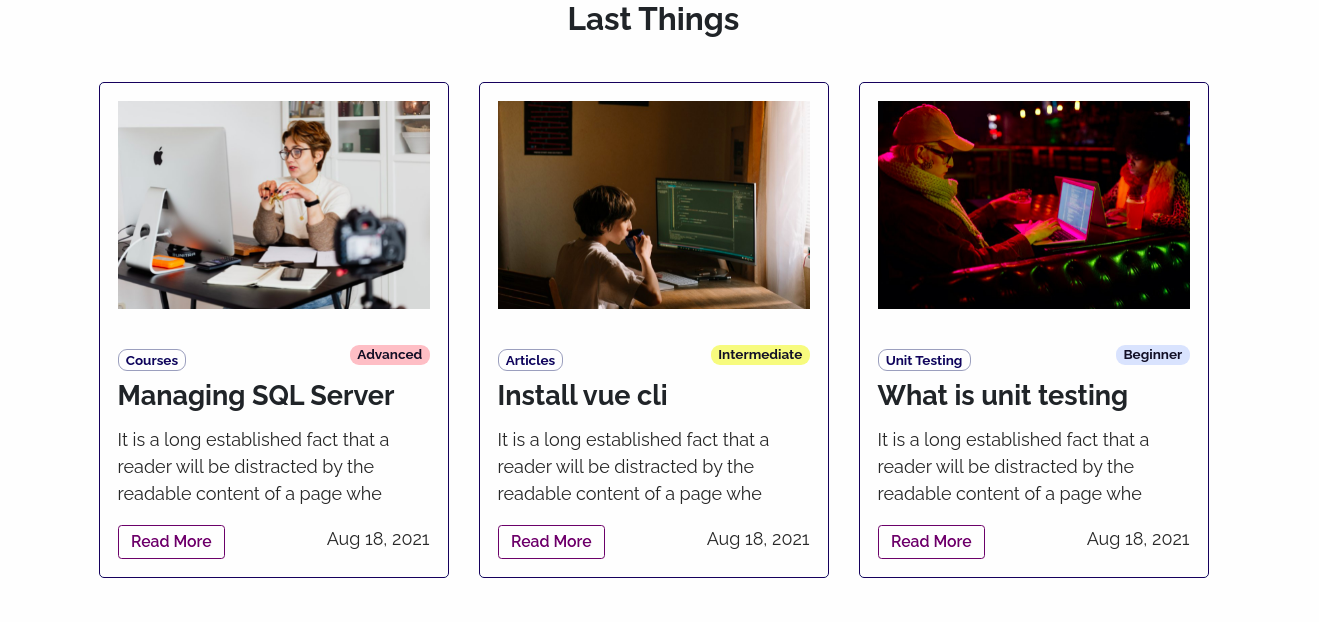 Last Things
Courses
Advanced
Managing SQL Server
It is a long established fact that a
reader will be distracted by the
readable content of a page whe
Read More
Aug 18, 2021
Articles
Intermediate
Install vue cli
It is a long established fact that a
reader will be distracted by the
readable content of a page whe
Read More
Aug 18, 2021
Unit Testing
Beginner
What is unit testing
It is a long established fact that a
reader will be distracted by the
readable content of a page whe
Read More
Aug 18, 2021